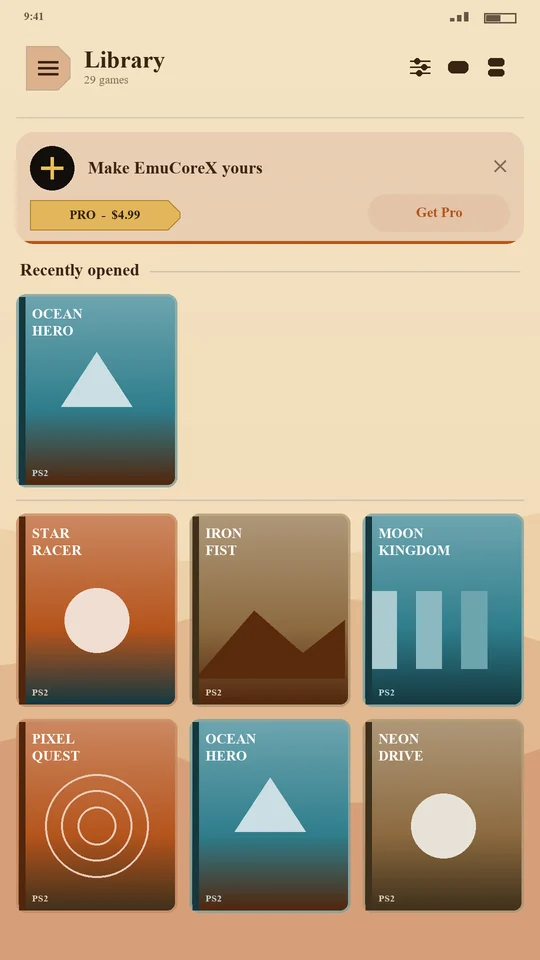 9:41
Library
29 games
Make EmuCoreX yours
PRO - $4.99
Get Pro
Recently opened
OCEAN
HERO
PS2
STAR
RACER
PS2
IRON
FIST
PS2
MOON
KINGDOM
PS2
PIXEL
QUEST
PS2
OCEAN
HERO
PS2
NEON
DRIVE
PS2